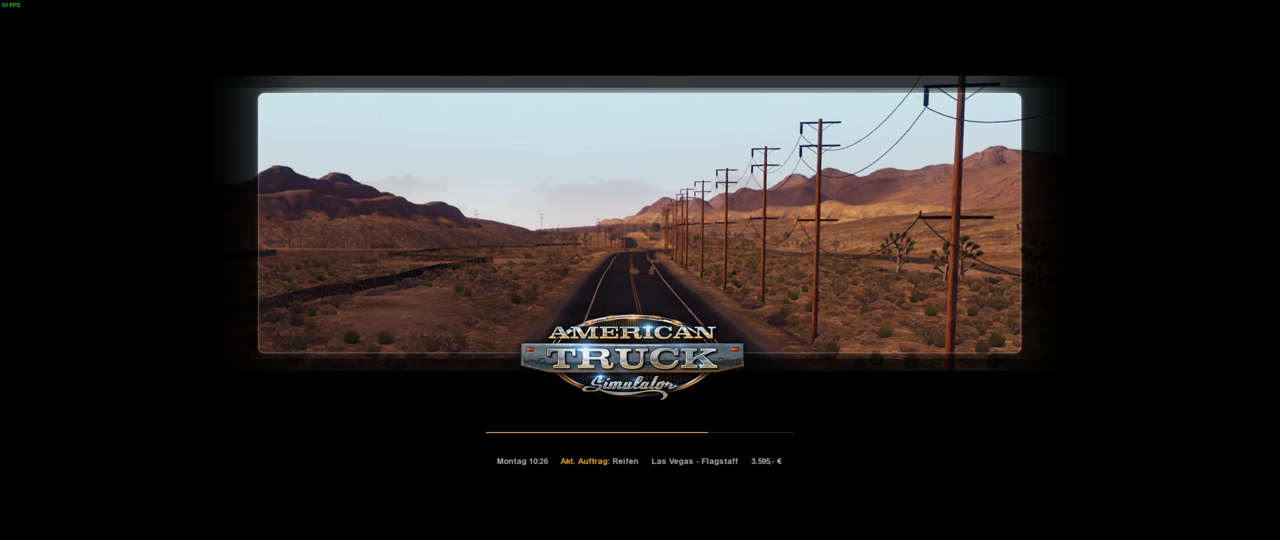 51 FPS
AMERICAN
TRUCK
Simulator
Montag 10:26 Akt. Auftrag: Reifen Las Vegas - Flagstaff 3.595,- €